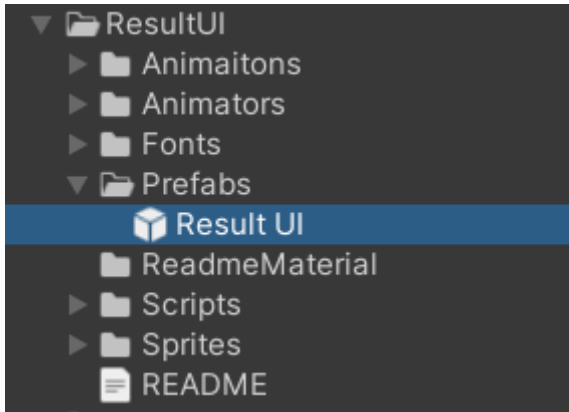 ResultUI
Animaitons
Animators
Fonts
Prefabs
Result UI
ReadmeMaterial
Scripts
Sprites
README